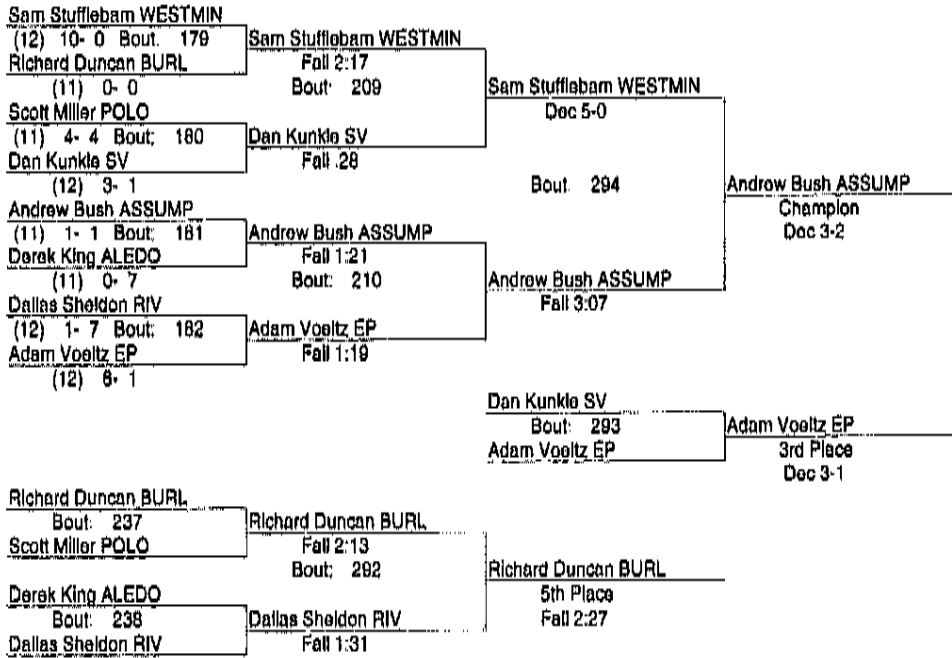 Sam Stufflebam WESTMIN
(12) 10- 0 Bout. 179
Richard Duncan BURL
(11) 0- 0
Scott Miller POLO
(11) 4- 4 Bout: 180
Dan Kunkle SV
(12) 3- 1
Andrew Bush ASSUMP
(11) 1- 1 Bout: 181
Derek King ALEDO
(11) 0- 7
Dallas Sheldon RIV
(12) 1- 7 Bout: 182
Adam Voeltz EP
(12) 6- 1
Sam Stufflebam WESTMIN
Fall 2:17
Bout: 209
Dan Kunkle SV
Fall .28
Andrew Bush ASSUMP
Fall 1:21
Bout: 210
Adam Voeltz EP
Fall 1:19
Sam Stufflebam WESTMIN
Dec 5-0
Bout. 294
Andrew Bush ASSUMP
Fall 3:07
Andrew Bush ASSUMP
Champion
Dec 3-2
Dan Kunkle SV
Bout: 293
Adam Voeltz EP
Adam Voeltz EP
3rd Place
Dec 3-1
Richard Duncan BURL
Bout: 237
Scott Miller POLO
Derek King ALEDO
Bout: 238
Dallas Sheldon RIV
Richard Duncan BURL
Fall 2:13
Bout: 292
Dallas Sheldon RIV
Fall 1:31
Richard Duncan BURL
5th Place
Fall 2:27